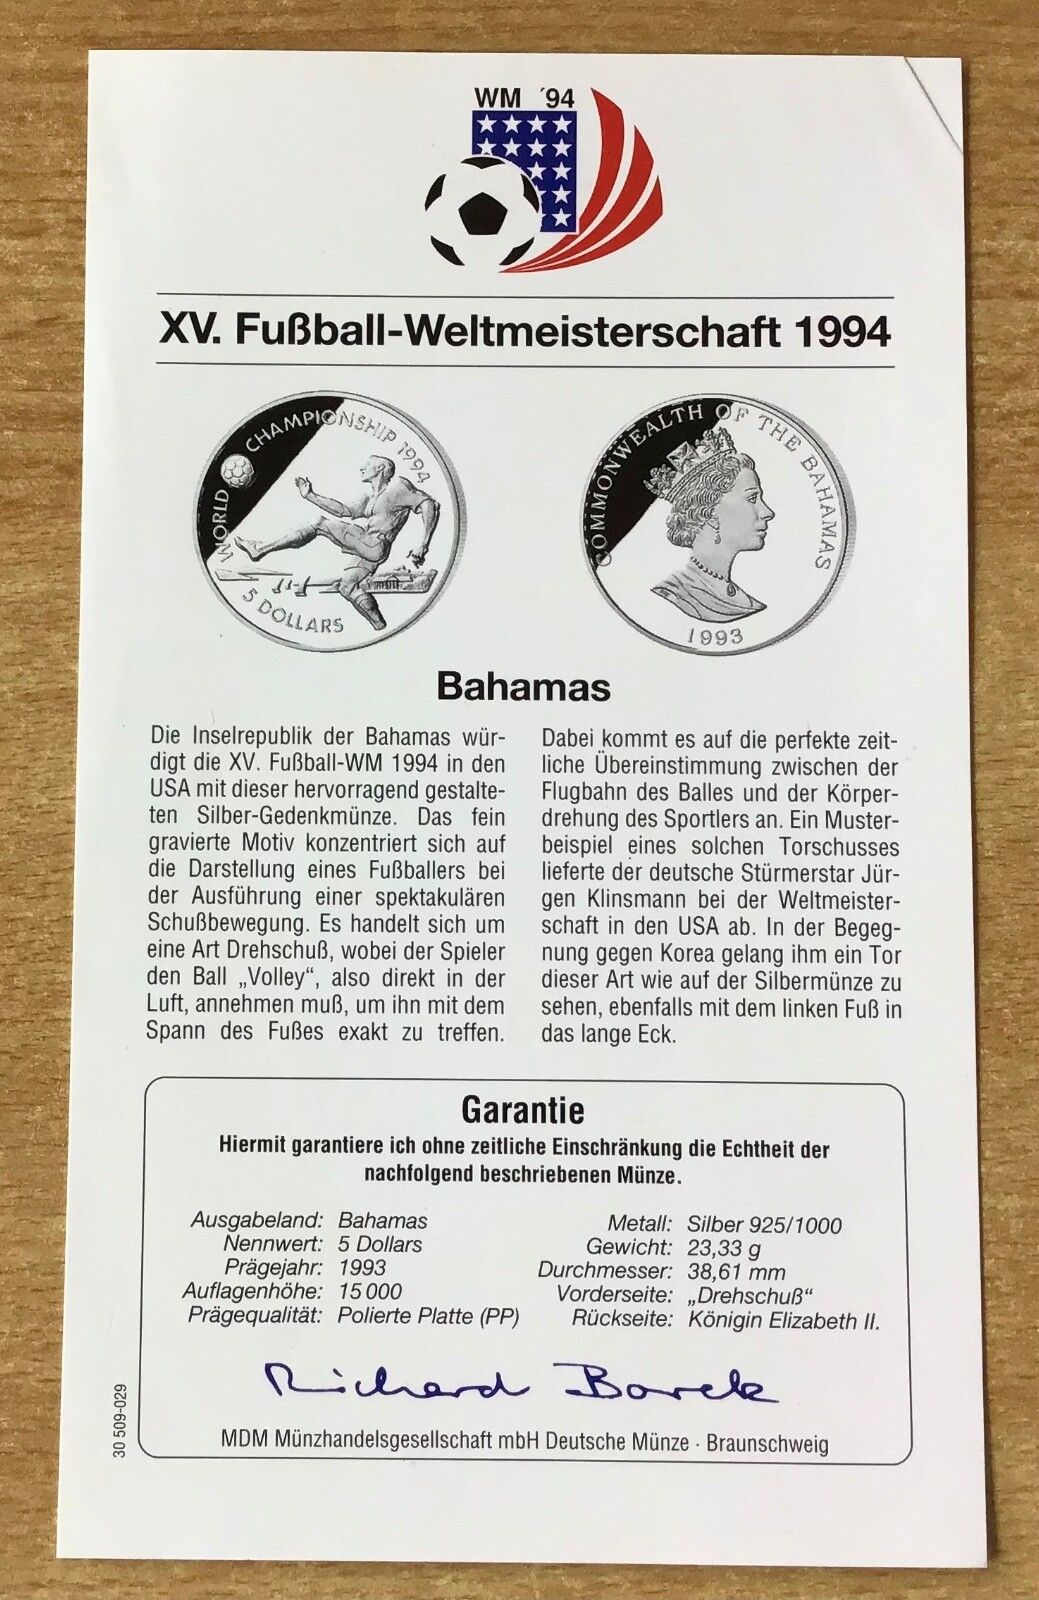 WM ´94
XV. Fußball-Weltmeisterschaft 1994
WORLD CHAMPIONSHIP 1994
5 DOLLARS
COMMONWEALTH OF THE BAHAMAS
1993
Bahamas
Die Inselrepublik der Bahamas wür-
digt die XV. Fußball-WM 1994 in den
USA mit dieser hervorragend gestalte-
ten Silber-Gedenkmünze. Das fein
gravierte Motiv konzentriert sich auf
die Darstellung eines Fußballers bei
der Ausführung einer spektakulären
Schußbewegung. Es handelt sich um
eine Art Drehschuß, wobei der Spieler
den Ball „Volley“, also direkt in der
Luft, annehmen muß, um ihn mit dem
Spann des Fußes exakt zu treffen.
Dabei kommt es auf die perfekte zeit-
liche Übereinstimmung zwischen der
Flugbahn des Balles und der Körper-
drehung des Sportlers an. Ein Muster-
beispiel eines solchen Torschusses
lieferte der deutsche Stürmerstar Jür-
gen Klinsmann bei der Weltmeister-
schaft in den USA ab. In der Begeg-
nung gegen Korea gelang ihm ein Tor
dieser Art wie auf der Silbermünze zu
sehen, ebenfalls mit dem linken Fuß in
das lange Eck.
Garantie
Hiermit garantiere ich ohne zeitliche Einschränkung die Echtheit der
nachfolgend beschriebenen Münze.
Ausgabeland: Bahamas
Nennwert: 5 Dollars
Prägejahr: 1993
Auflagenhöhe: 15 000
Prägequalität: Polierte Platte (PP)
Metall: Silber 925/1000
Gewicht: 23,33 g
Durchmesser: 38,61 mm
Vorderseite: „Drehschuß“
Rückseite: Königin Elizabeth II.
Richard Borek
MDM Münzhandelsgesellschaft mbH Deutsche Münze · Braunschweig
30 509-029